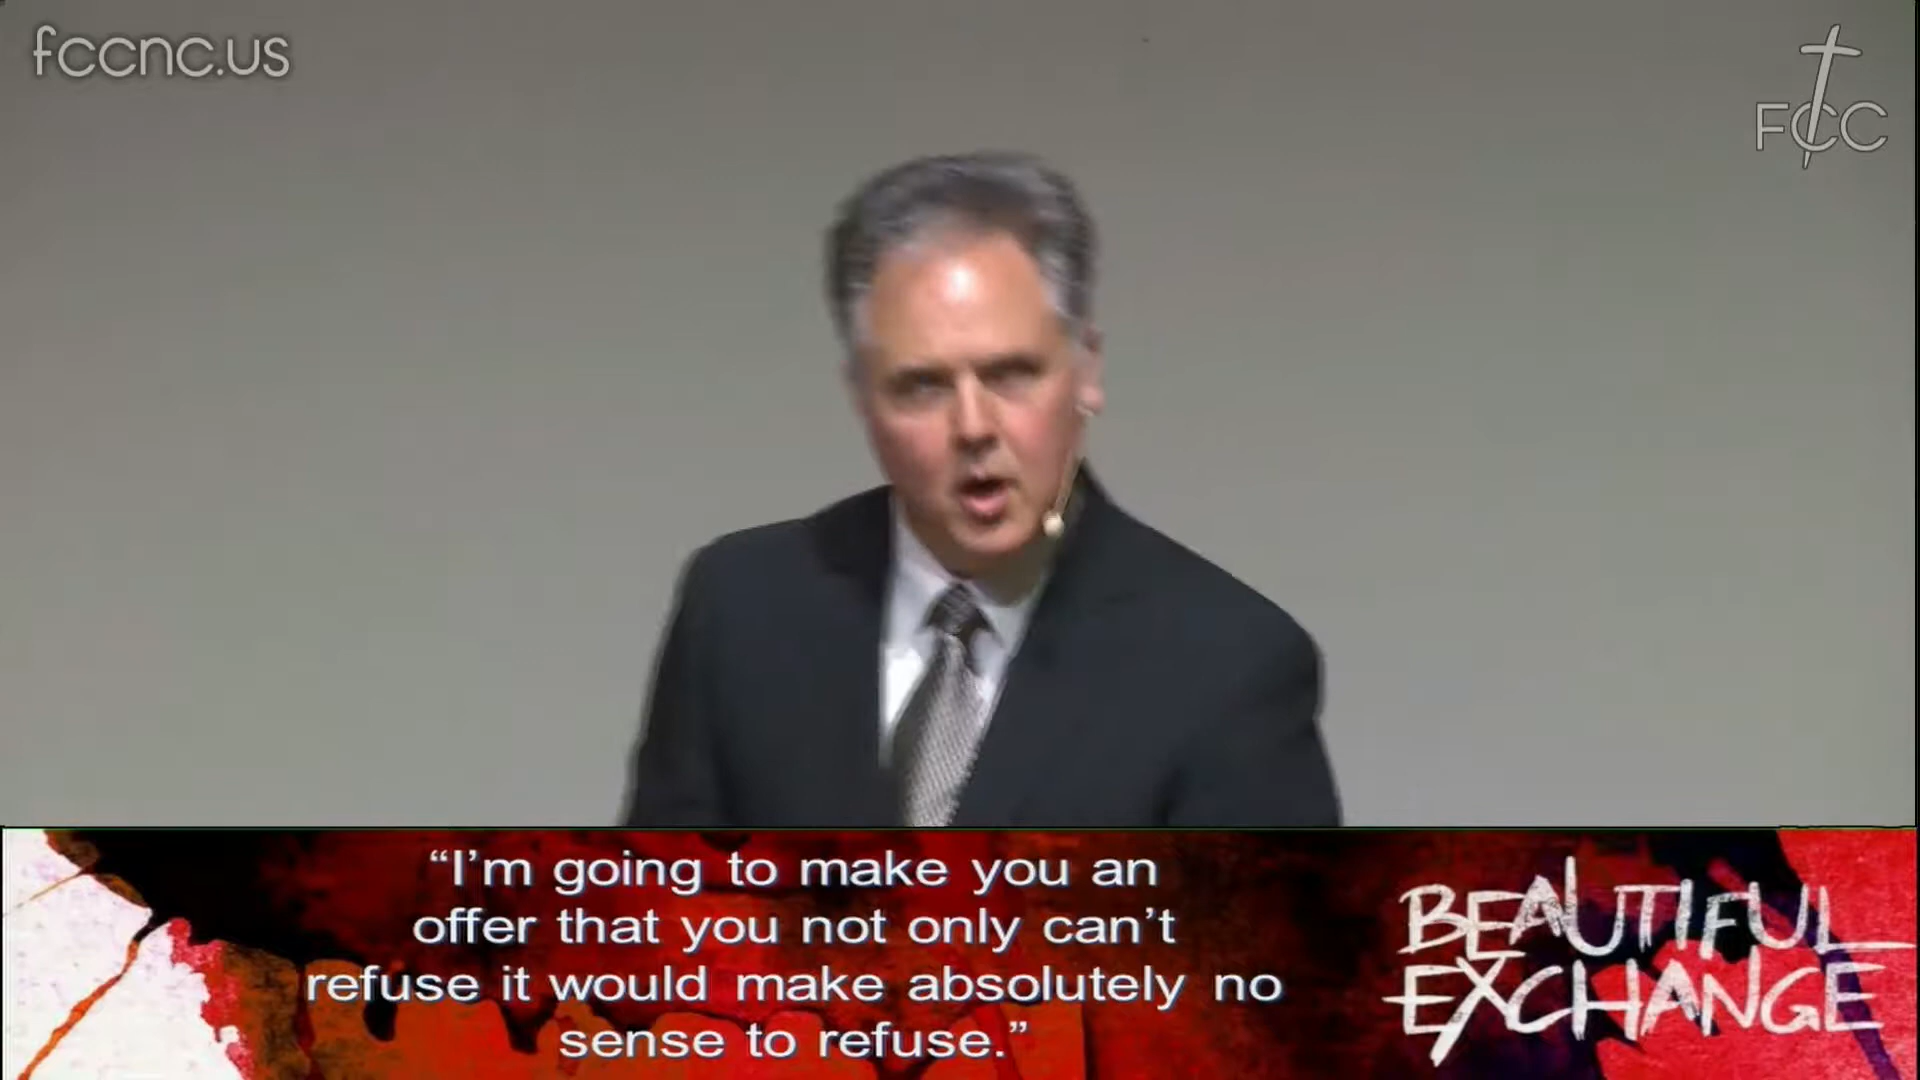 fccnc.us
FCC
“I’m going to make you an
offer that you not only can’t
refuse it would make absolutely no
sense to refuse.”
BEAUTIFUL
EXCHANGE